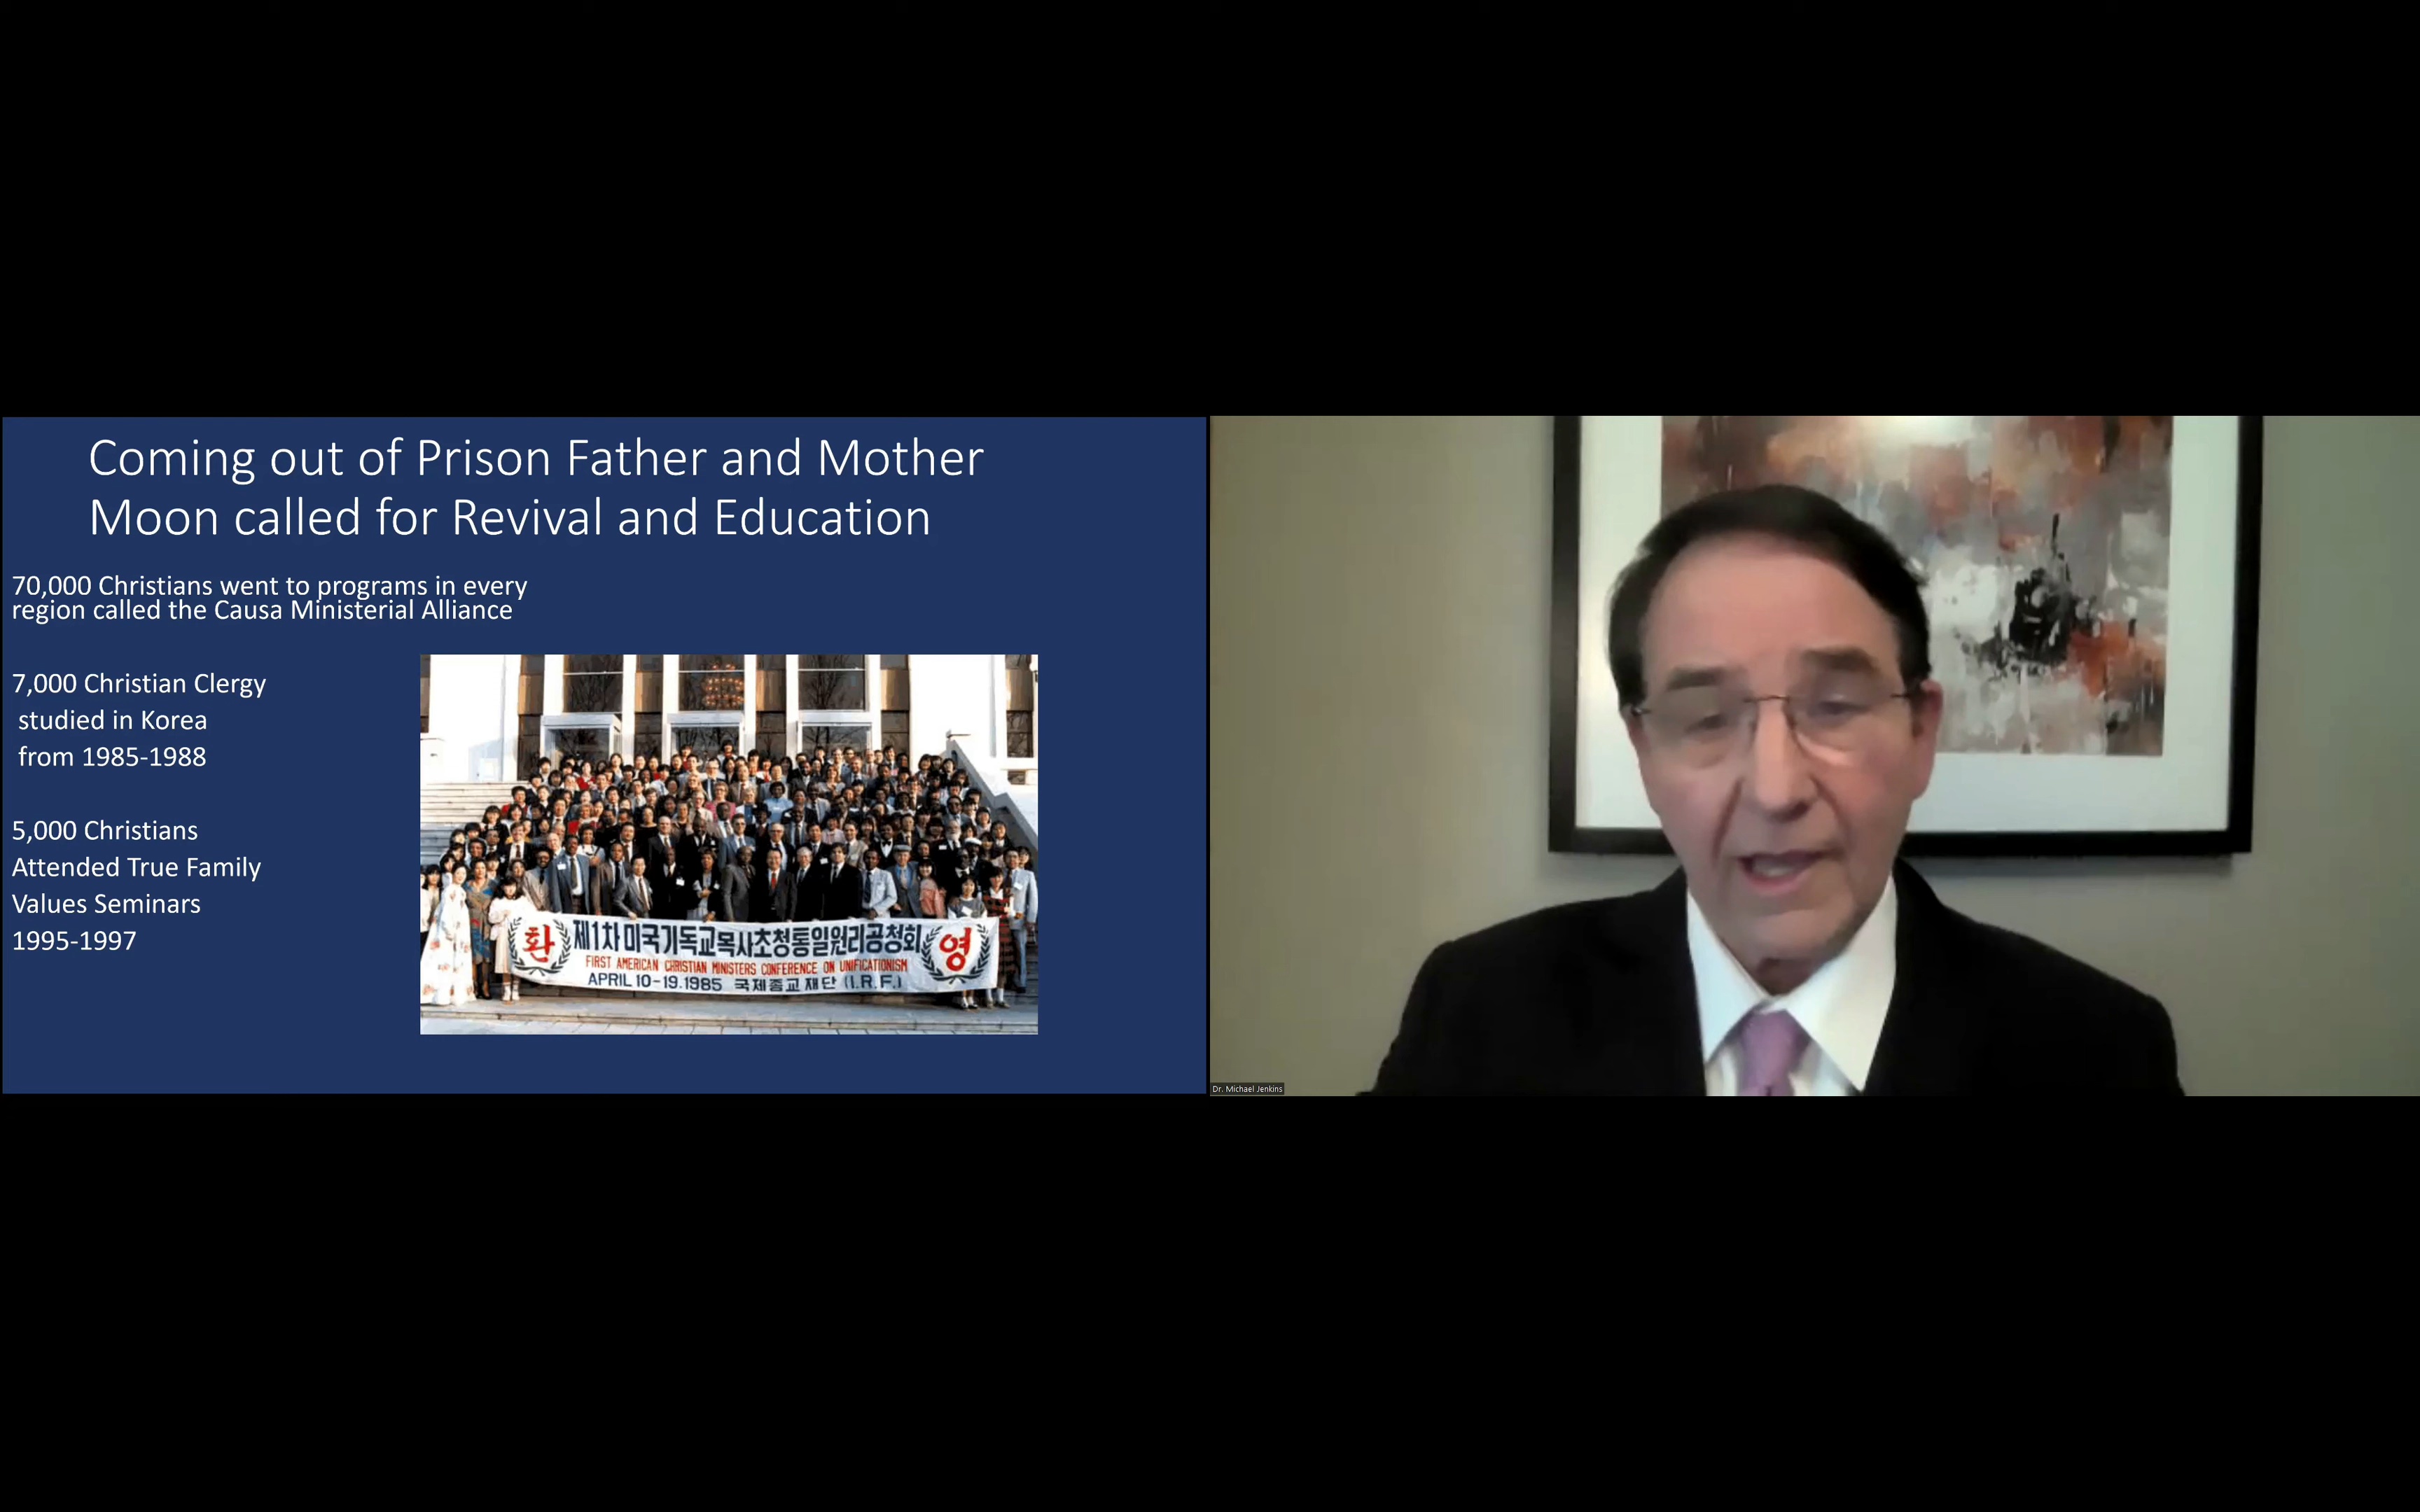 Coming out of Prison Father and Mother
Moon called for Revival and Education
70,000 Christians went to programs in every
region called the Causa Ministerial Alliance
7,000 Christian Clergy
studied in Korea
from 1985-1988
5,000 Christians
Attended True Family
Values Seminars
1995-1997
환 영
제1차미국기독교목사초청통일원리공청회
FIRST AMERICAN CHRISTIAN MINISTERS CONFERENCE ON UNIFICATIONISM
APRIL 10-19.1985 국제종교재단 (I.R.F.)
Dr. Michael Jenkins